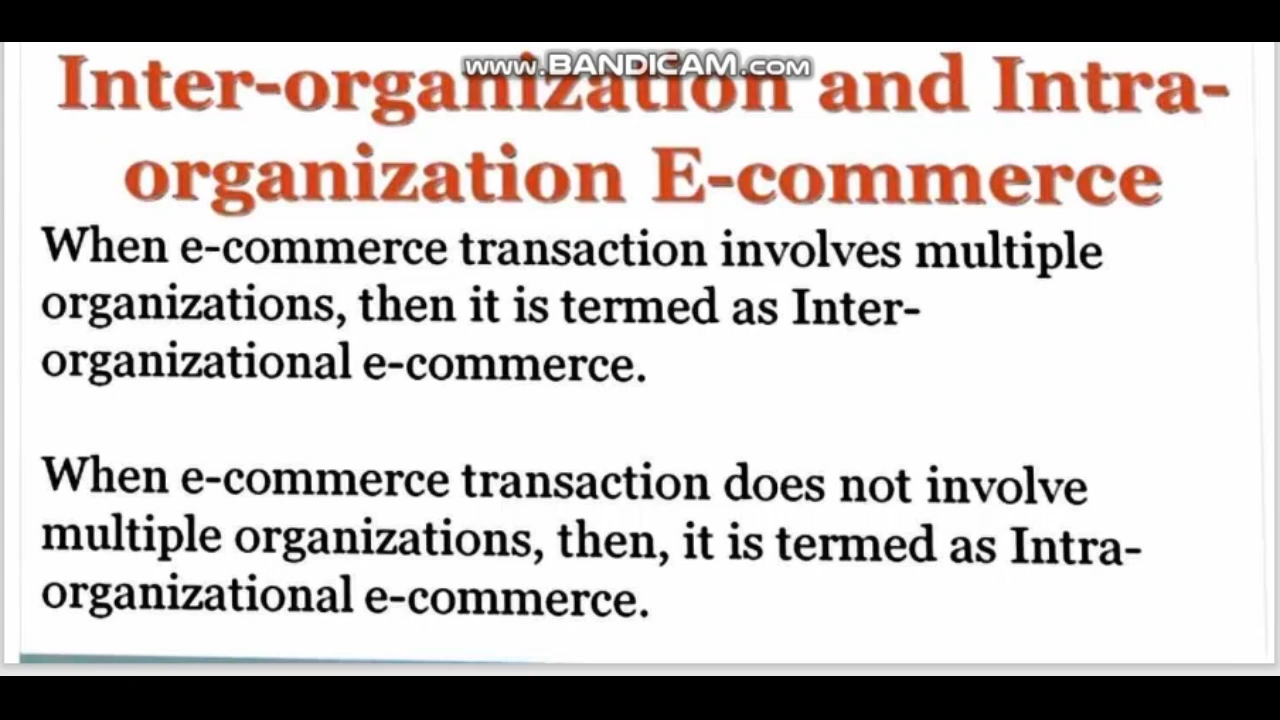 www.BANDICAM.com
Inter-organization and Intra-
organization E-commerce
When e-commerce transaction involves multiple
organizations, then it is termed as Inter-
organizational e-commerce.
When e-commerce transaction does not involve
multiple organizations, then, it is termed as Intra-
organizational e-commerce.